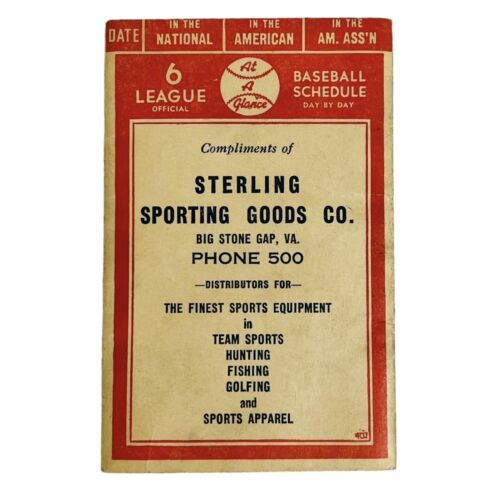 DATE IN THE NATIONAL IN THE AMERICAN IN THE AM. ASS'N
6 LEAGUE OFFICIAL
At A Glance
BASEBALL SCHEDULE DAY BY DAY
Compliments of
STERLING
SPORTING GOODS CO.
BIG STONE GAP, VA.
PHONE 500
—DISTRIBUTORS FOR—
THE FINEST SPORTS EQUIPMENT
in
TEAM SPORTS
HUNTING
FISHING
GOLFING
and
SPORTS APPAREL